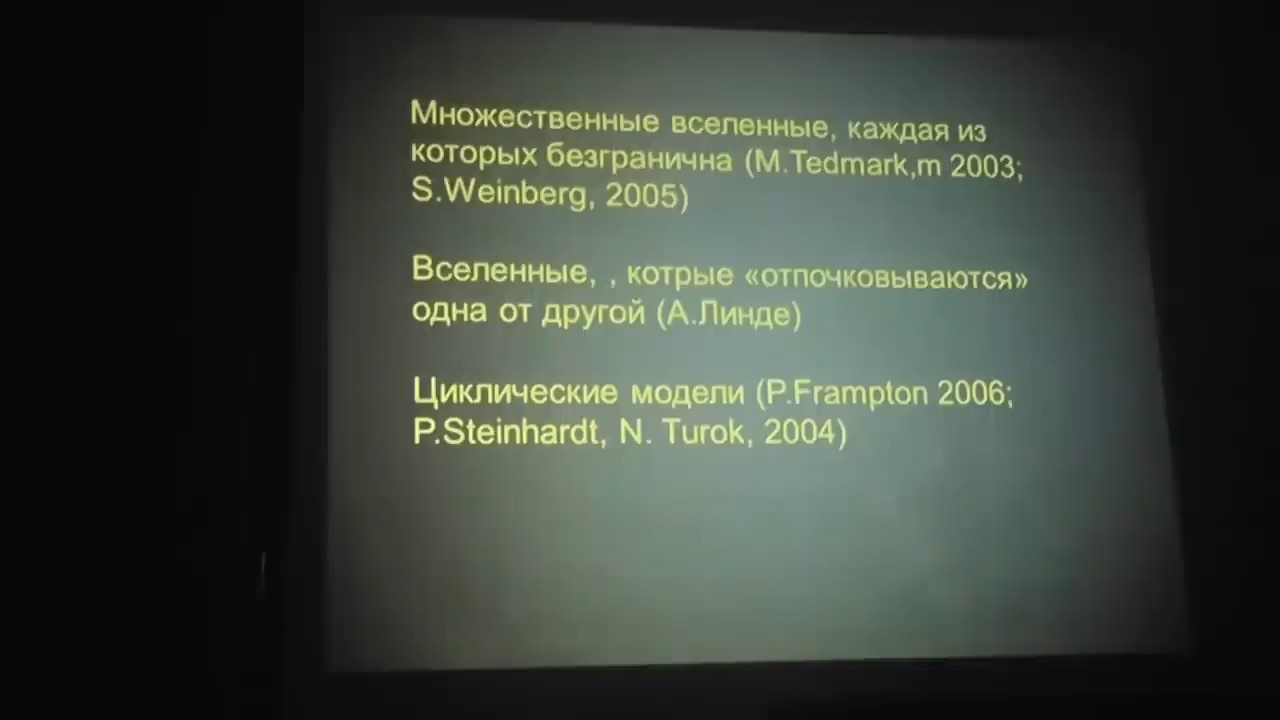 Множественные вселенные, каждая из
которых безгранична (M.Tedmark,m 2003;
S.Weinberg, 2005)
Вселенные, , котрые «отпочковываются»
одна от другой (А.Линде)
Циклические модели (P.Frampton 2006;
P.Steinhardt, N. Turok, 2004)